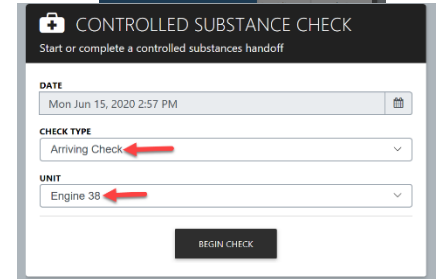 CONTROLLED SUBSTANCE CHECK
Start or complete a controlled substances handoff
DATE
Mon Jun 15, 2020 2:57 PM
CHECK TYPE
Arriving Check
UNIT
Engine 38
BEGIN CHECK